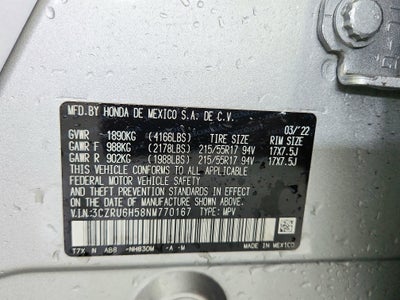 MFD.BY HONDA DE MEXICO S.A. DE C.V.
03/'22
GVWR 1890KG (4166LBS) TIRE SIZE RIM SIZE
GAWR F 988KG (2178LBS) 215/55R17 94V 17X7.5J
GAWR R 902KG (1988LBS) 215/55R17 94V 17X7.5J
THIS VEHICLE CONFORMS TO ALL APPLICABLE
FEDERAL MOTOR VEHICLE SAFETY, BUMPER,
AND THEFT PREVENTION STANDARDS IN EFFECT
ON THE DATE OF MANUFACTURE SHOWN ABOVE.
V.I.N:3CZRU6H58NM770167 TYPE: MPV
T7X N ABB -NH830M -A -M MADE IN MEXICO